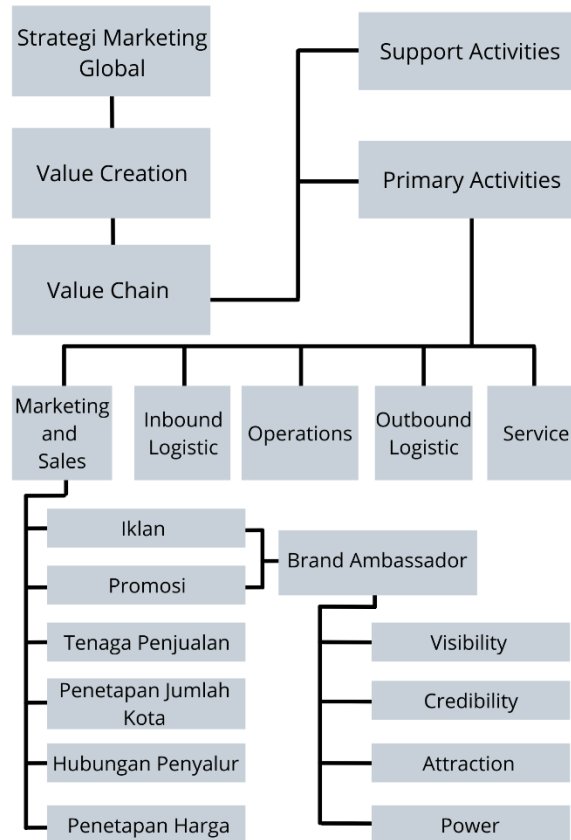 Strategi Marketing
Global
Support Activities
Value Creation
Primary Activities
Value Chain
Marketing
and
Sales
Inbound
Logistic
Operations
Outbound
Logistic
Service
Iklan
Promosi
Brand Ambassador
Tenaga Penjualan
Penetapan Jumlah
Kota
Hubungan Penyalur
Penetapan Harga
Visibility
Credibility
Attraction
Power